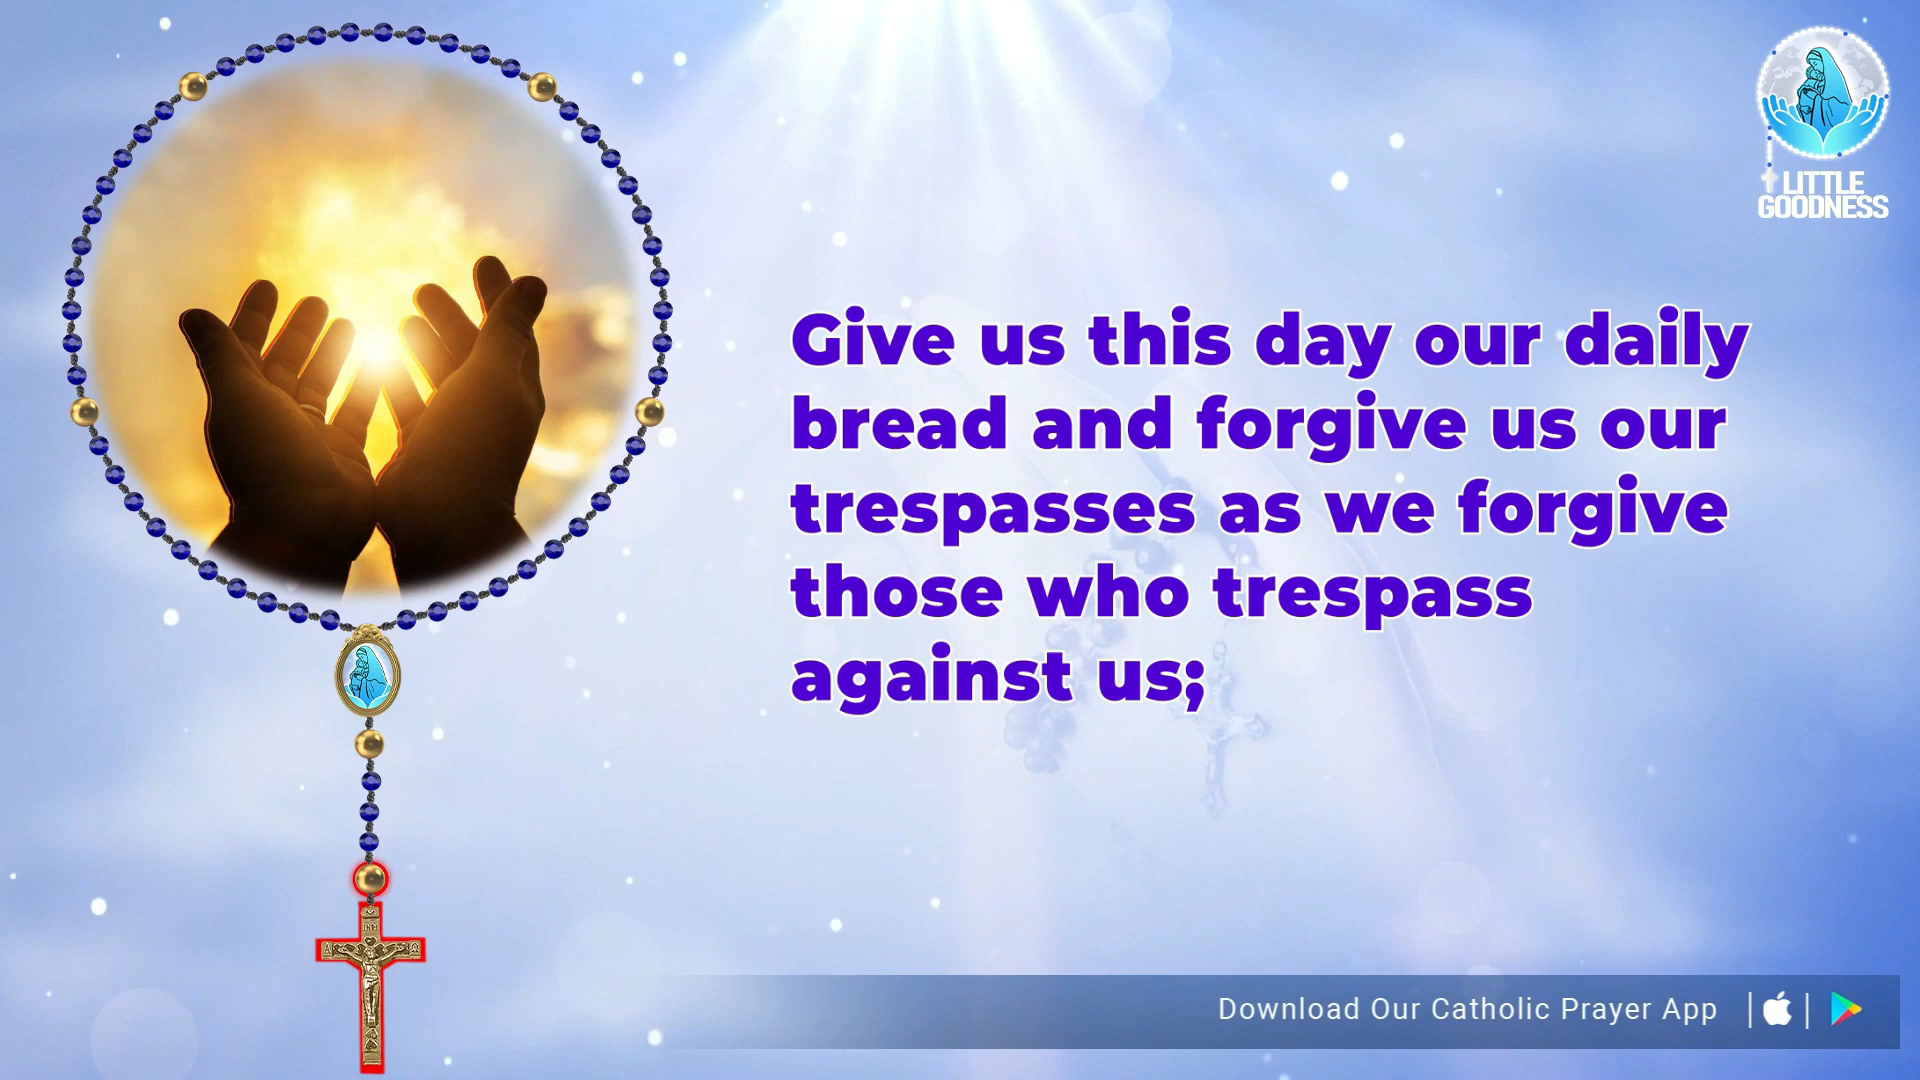 LITTLE
GOODNESS
Give us this day our daily
bread and forgive us our
trespasses as we forgive
those who trespass
against us;
INRI
A Ω
Download Our Catholic Prayer App